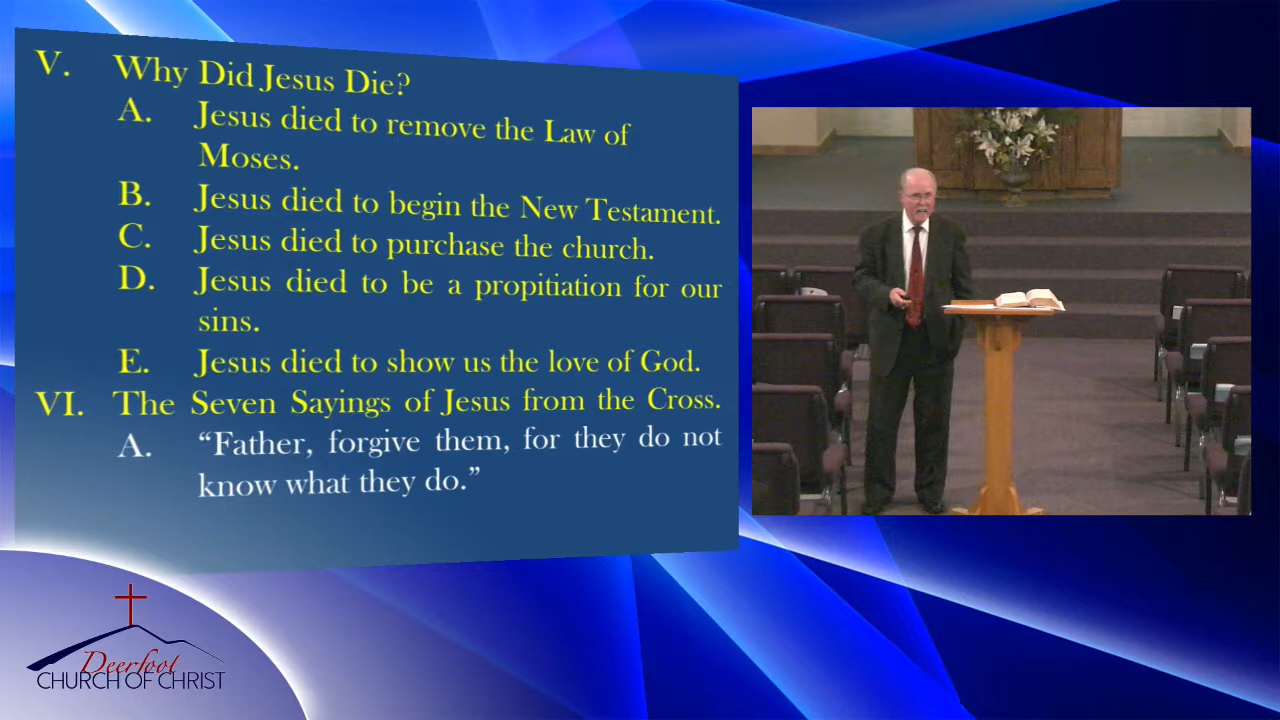 V. Why Did Jesus Die?
A. Jesus died to remove the Law of
Moses.
B. Jesus died to begin the New Testament.
C. Jesus died to purchase the church.
D. Jesus died to be a propitiation for our
sins.
E. Jesus died to show us the love of God.
VI. The Seven Sayings of Jesus from the Cross.
A. “Father, forgive them, for they do not
know what they do.”
Deerfoot
CHURCH OF CHRIST